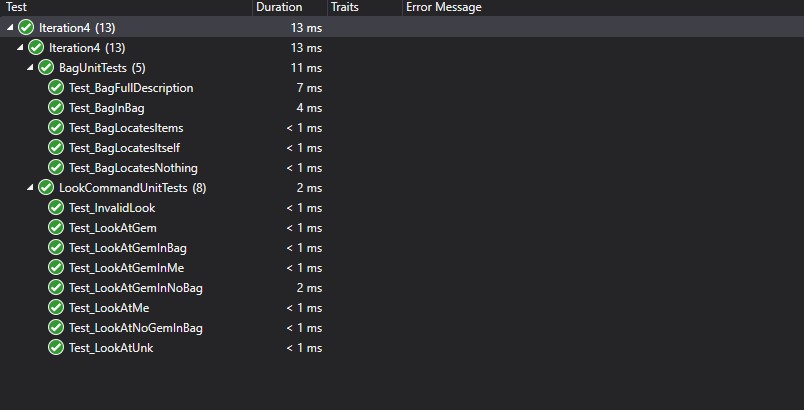 Test Duration Traits Error Message
Iteration4 (13) 13 ms
Iteration4 (13) 13 ms
BagUnitTests (5) 11 ms
Test_BagFullDescription 7 ms
Test_BagInBag 4 ms
Test_BagLocatesItems < 1 ms
Test_BagLocatesItself < 1 ms
Test_BagLocatesNothing < 1 ms
LookCommandUnitTests (8) 2 ms
Test_InvalidLook < 1 ms
Test_LookAtGem < 1 ms
Test_LookAtGemInBag < 1 ms
Test_LookAtGemInMe < 1 ms
Test_LookAtGemInNoBag 2 ms
Test_LookAtMe < 1 ms
Test_LookAtNoGemInBag < 1 ms
Test_LookAtUnk < 1 ms